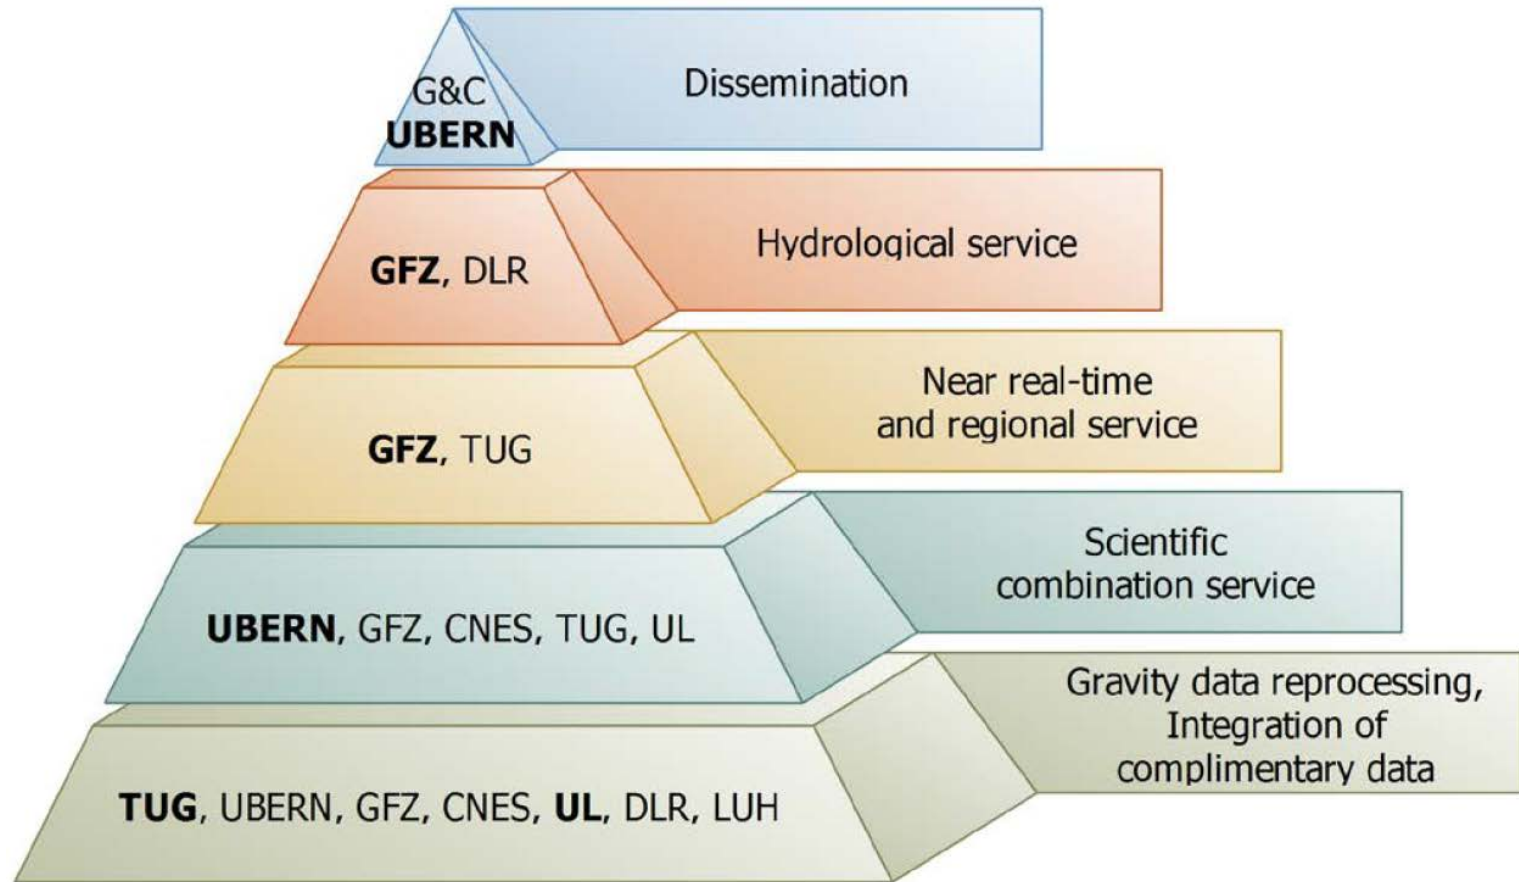 G&C
UBERN
Dissemination
GFZ, DLR
Hydrological service
GFZ, TUG
Near real-time
and regional service
UBERN, GFZ, CNES, TUG, UL
Scientific
combination service
TUG, UBERN, GFZ, CNES, UL, DLR, LUH
Gravity data reprocessing,
Integration of
complimentary data